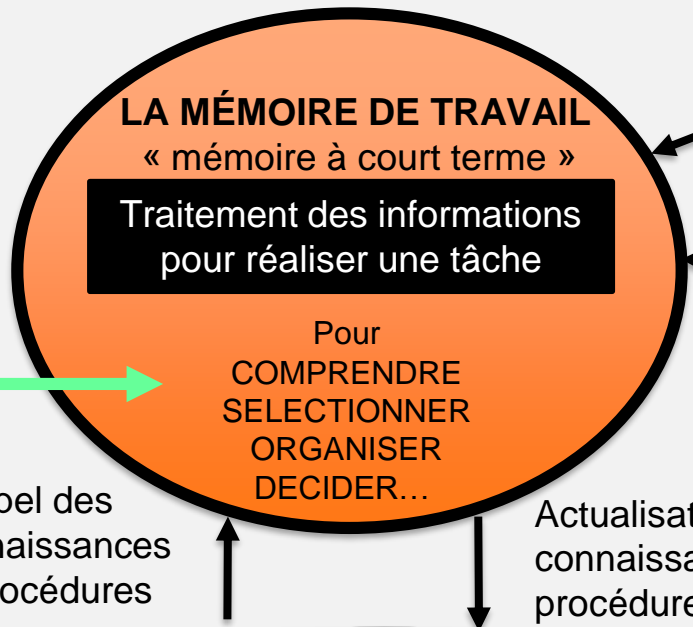 LA MÉMOIRE DE TRAVAIL
« mémoire à court terme »
Traitement des informations
pour réaliser une tâche
Pour
COMPRENDRE
SELECTIONNER
ORGANISER
DECIDER…
des